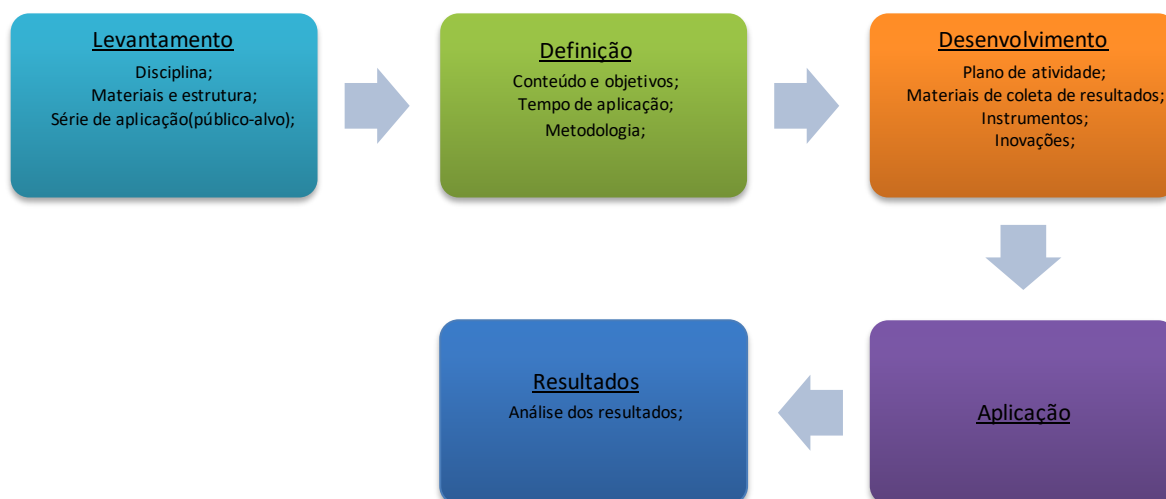 Levantamento
Disciplina;
Materiais e estrutura;
Série de aplicação(público-alvo);
Definição
Conteúdo e objetivos;
Tempo de aplicação;
Metodologia;
Desenvolvimento
Plano de atividade;
Materiais de coleta de resultados;
Instrumentos;
Inovações;
Aplicação
Resultados
Análise dos resultados;